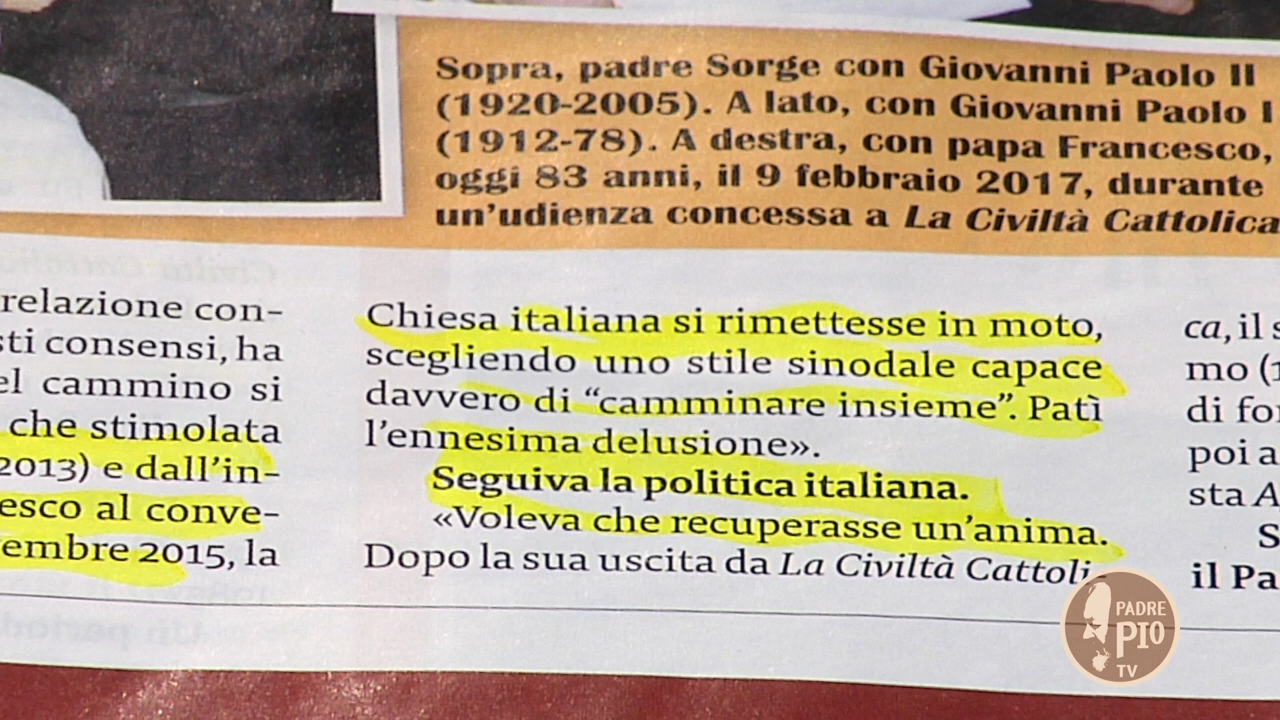 Sopra, padre Sorge con Giovanni Paolo II
(1920-2005). A lato, con Giovanni Paolo I
(1912-78). A destra, con papa Francesco,
oggi 83 anni, il 9 febbraio 2017, durante
un’udienza concessa a La Civiltà Cattolica
relazione con-
sti consensi, ha
el cammino si
che stimolata
2013) e dall’in-
esco al conve-
embre 2015, la
Chiesa italiana si rimettesse in moto,
scegliendo uno stile sinodale capace
davvero di “camminare insieme”. Patì
l’ennesima delusione».
Seguiva la politica italiana.
«Voleva che recuperasse un’anima.
Dopo la sua uscita da La Civiltà Cattoli-
ca, il s
mo (1
di fo
poi a
sta A
S
il Pa
PADRE
PIO
TV